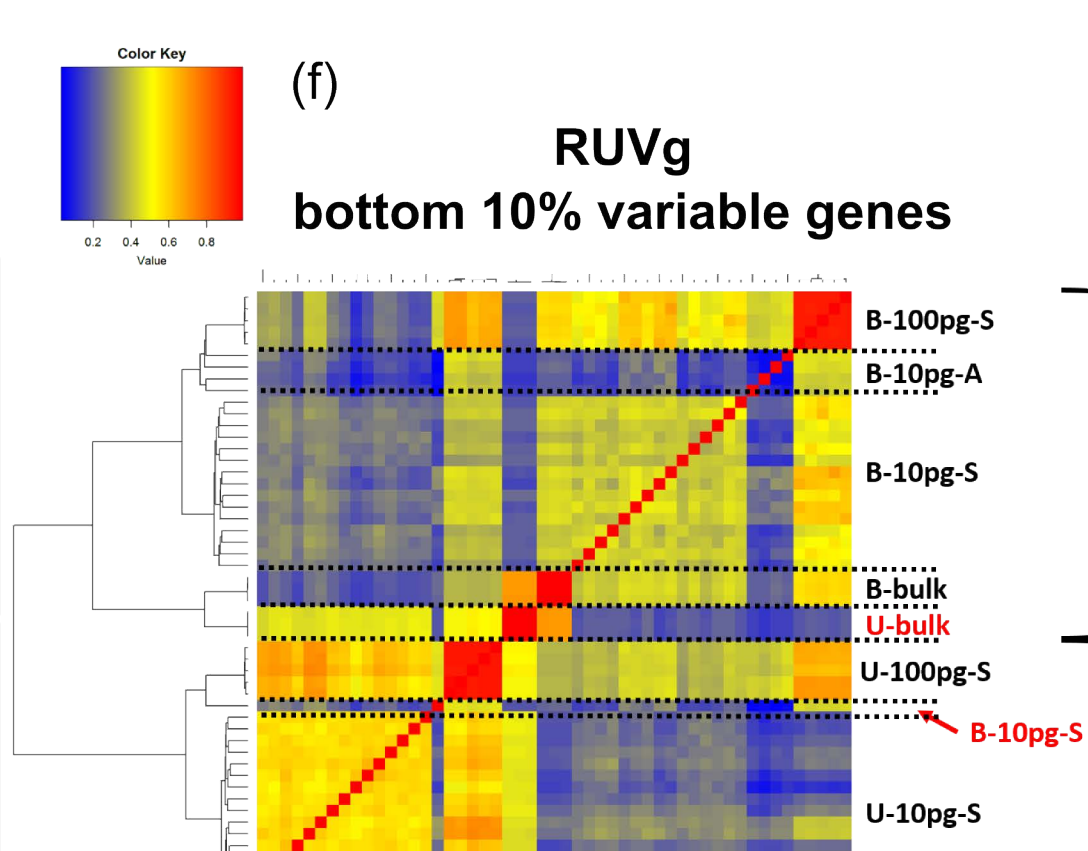 Color Key
0.2 0.4 0.6 0.8
Value
(f)
RUVg
bottom 10% variable genes
B-100pg-S
B-10pg-A
B-10pg-S
B-bulk
U-bulk
U-100pg-S
B-10pg-S
U-10pg-S